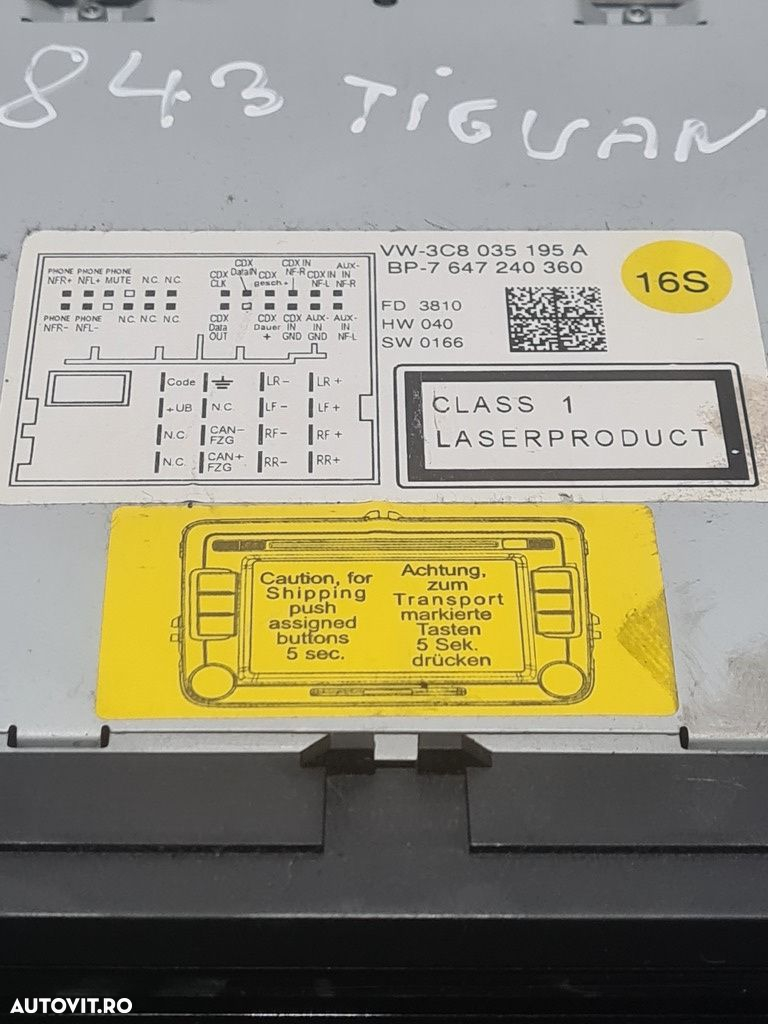 843 TIGUAN
VW-3C8 035 195 A
BP-7 647 240 360
16S
FD 3810
HW 040
SW 0166
PHONE PHONE PHONE
NFR+ NFL+ MUTE N.C. N.C.
CDX CLK
CDX DataIN
CDX gesch+
CDX IN NF-R
CDX IN NF-L
AUX-IN NF-R
PHONE PHONE
NFR- NFL- N.C. N.C. N.C.
CDX Data OUT
CDX Dauer +
CDX IN GND
AUX-IN GND
AUX-IN NF-L
Code LR- LR+
+UB N.C. LF- LF+
N.C. CAN-FZG RF- RF+
N.C. CAN+FZG RR- RR+
CLASS 1
LASERPRODUCT
Caution, for
Shipping
push
assigned
buttons
5 sec.
Achtung,
zum
Transport
markierte
Tasten
5 Sek.
drücken
AUTOVIT.RO